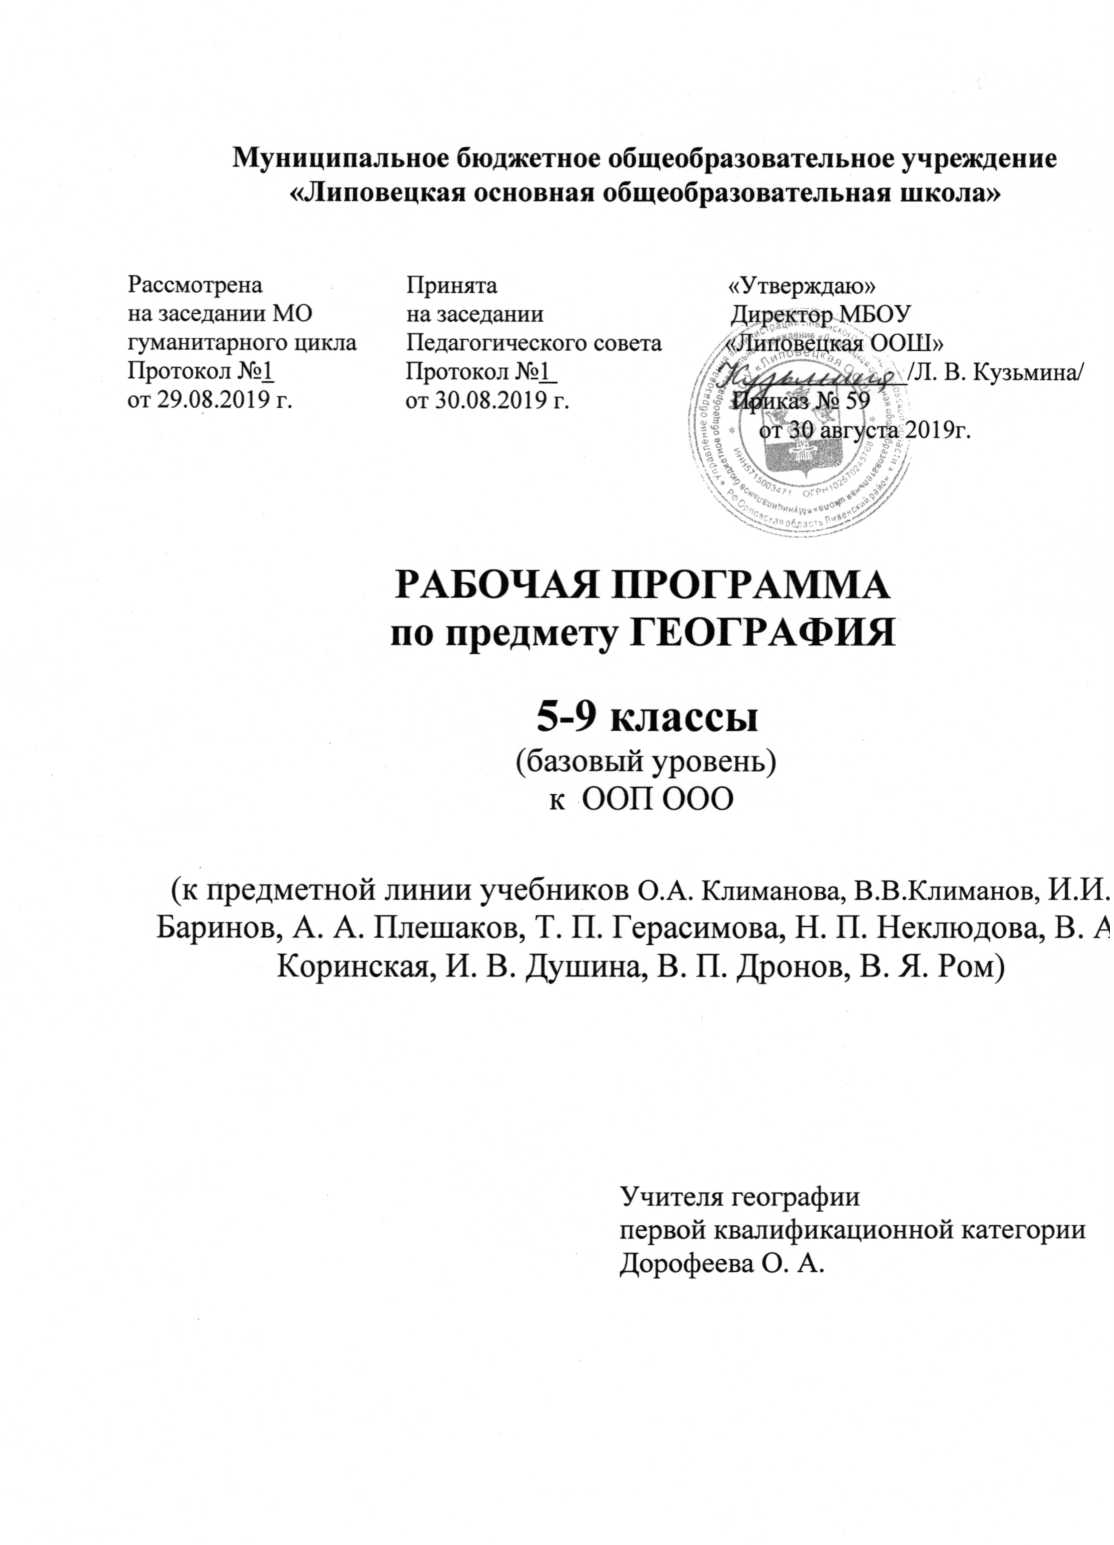 Муниципальное бюджетное общеобразовательное учреждение
«Липовецкая основная общеобразовательная школа»
Рассмотрена
на заседании МО
гуманитарного цикла
Протокол №1
от 29.08.2019 г.
Принята
на заседании
Педагогического совета
Протокол №1
от 30.08.2019 г.
«Утверждаю»
Директор МБОУ
«Липовецкая ООШ»
Кузьмина /Л. В. Кузьмина/
Приказ № 59
от 30 августа 2019г.
РАБОЧАЯ ПРОГРАММА
по предмету ГЕОГРАФИЯ
5-9 классы
(базовый уровень)
к ООП ООО
(к предметной линии учебников О.А. Климанова, В.В.Климанов, И.И.
Баринов, А. А. Плешаков, Т. П. Герасимова, Н. П. Неклюдова, В. А
Коринская, И. В. Душина, В. П. Дронов, В. Я. Ром)
Учителя географии
первой квалификационной категории
Дорофеева О. А.